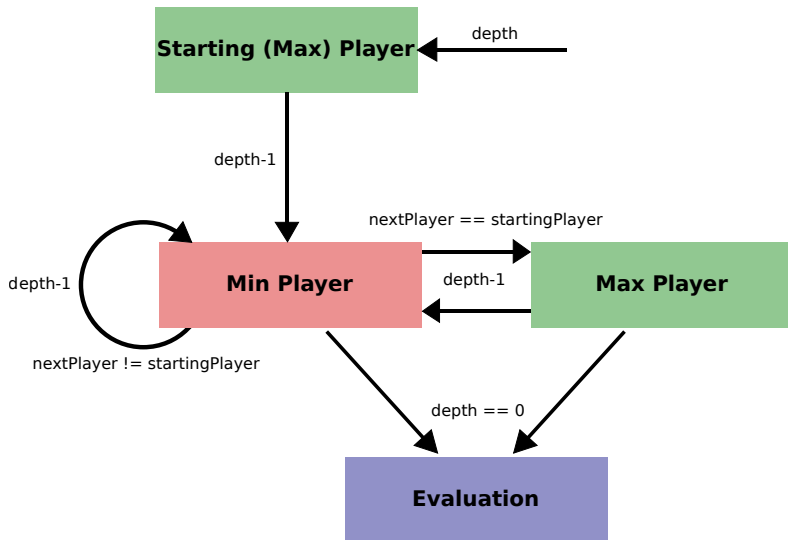 depth
Starting (Max) Player
depth-1
nextPlayer == startingPlayer
depth-1
depth-1
Min Player
Max Player
nextPlayer != startingPlayer
depth == 0
Evaluation